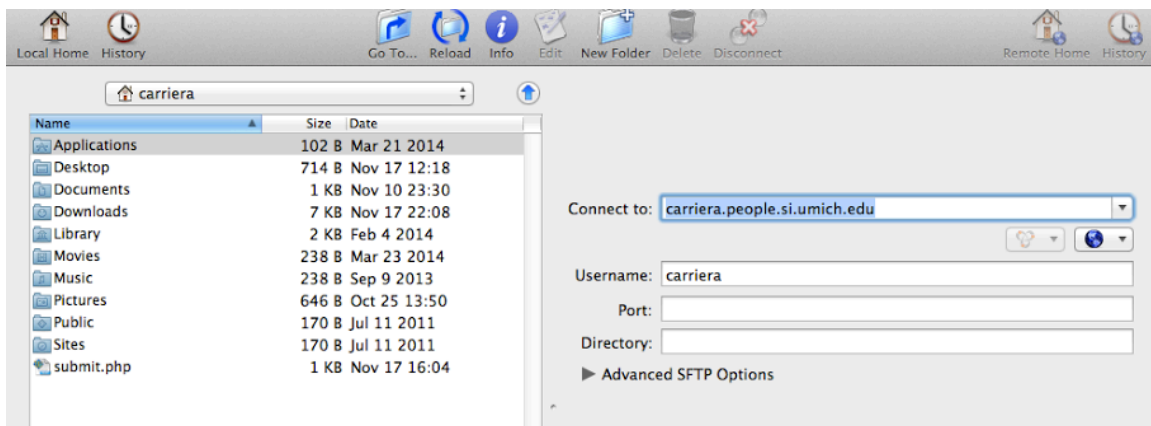 Local Home History Go To... Reload Info Edit New Folder Delete Disconnect Remote Home History
carriera
Name Size Date
Applications 102 B Mar 21 2014
Desktop 714 B Nov 17 12:18
Documents 1 KB Nov 10 23:30
Downloads 7 KB Nov 17 22:08
Library 2 KB Feb 4 2014
Movies 238 B Mar 23 2014
Music 238 B Sep 9 2013
Pictures 646 B Oct 25 13:50
Public 170 B Jul 11 2011
Sites 170 B Jul 11 2011
submit.php 1 KB Nov 17 16:04
Connect to: carriera.people.si.umich.edu
Username: carriera
Port:
Directory:
Advanced SFTP Options